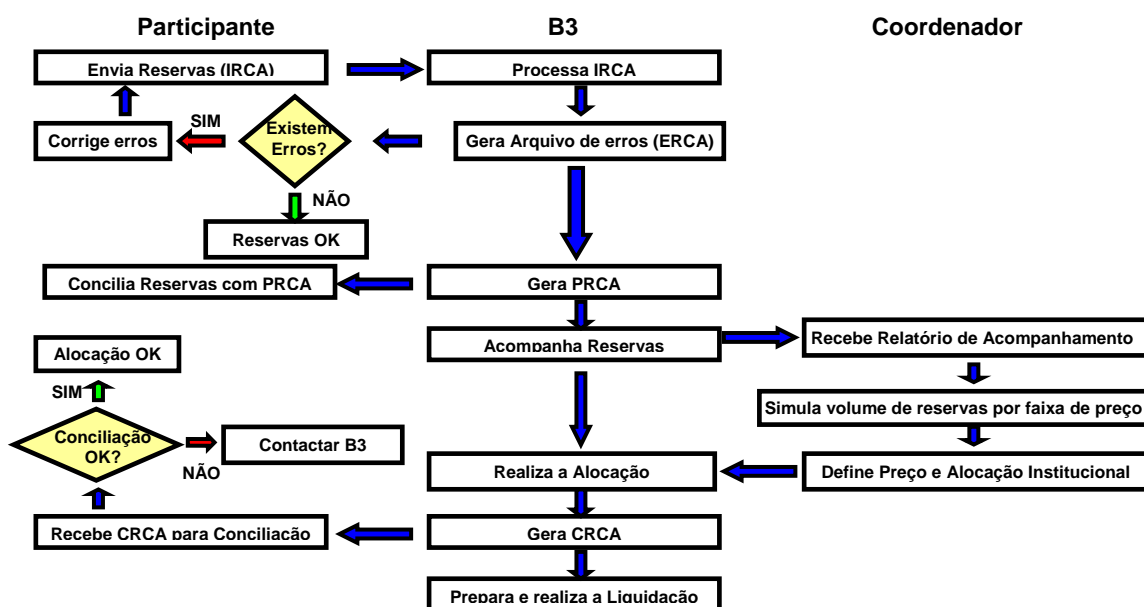 Participante
B3
Coordenador
Envia Reservas (IRCA)
Processa IRCA
SIM
Existem
Erros?
Corrige erros
Gera Arquivo de erros (ERCA)
NÃO
Reservas OK
Concilia Reservas com PRCA
Gera PRCA
Acompanha Reservas
Recebe Relatório de Acompanhamento
Alocação OK
SIM
Simula volume de reservas por faixa de preço
Conciliação
OK?
NÃO
Contactar B3
Realiza a Alocação
Define Preço e Alocação Institucional
Recebe CRCA para Conciliação
Gera CRCA
Prepara e realiza a Liquidação